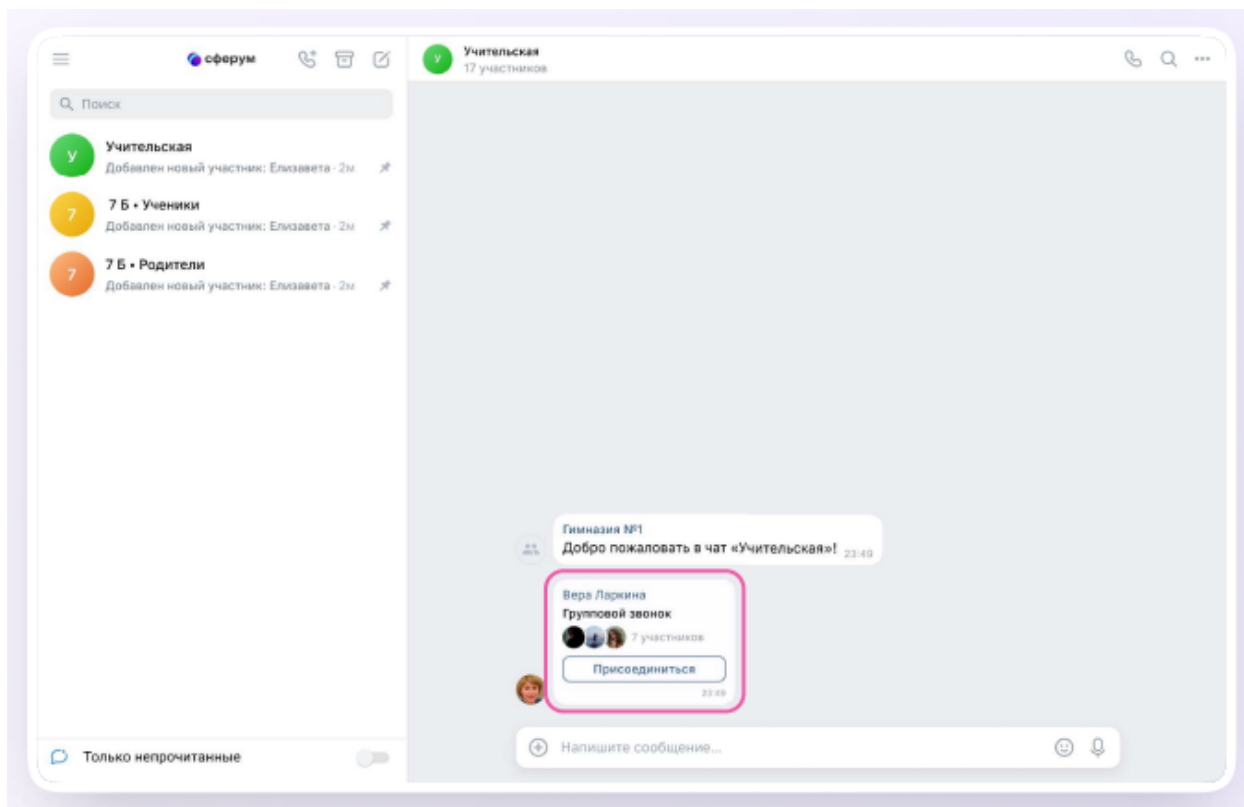 сферум
Поиск
У
Учительская
Добавлен новый участник: Елизавета · 2м
7
7 Б • Ученики
Добавлен новый участник: Елизавета · 2м
7
7 Б • Родители
Добавлен новый участник: Елизавета · 2м
Только непрочитанные
У
Учительская
17 участников
Гимназия №1
Добро пожаловать в чат «Учительская»! 23:49
Вера Ларкина
Групповой звонок
7 участников
Присоединиться
23:49
Напишите сообщение...